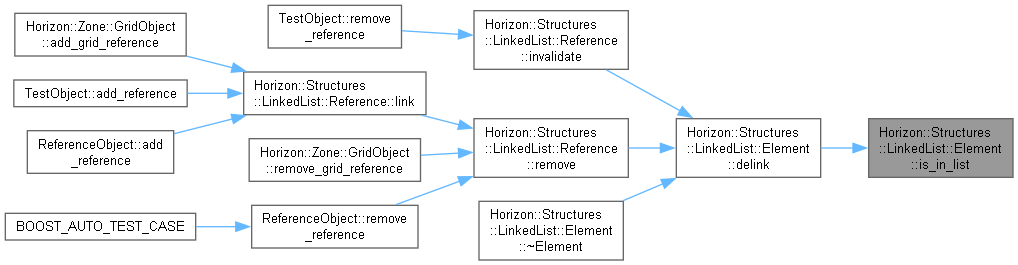 Horizon::Zone::GridObject
::add_grid_reference
TestObject::add_reference
ReferenceObject::add
_reference
BOOST_AUTO_TEST_CASE
TestObject::remove
_reference
Horizon::Structures
::LinkedList::Reference::link
Horizon::Zone::GridObject
::remove_grid_reference
ReferenceObject::remove
_reference
Horizon::Structures
::LinkedList::Reference
::invalidate
Horizon::Structures
::LinkedList::Reference
::remove
Horizon::Structures
::LinkedList::Element
::~Element
Horizon::Structures
::LinkedList::Element
::delink
Horizon::Structures
::LinkedList::Element
::is_in_list